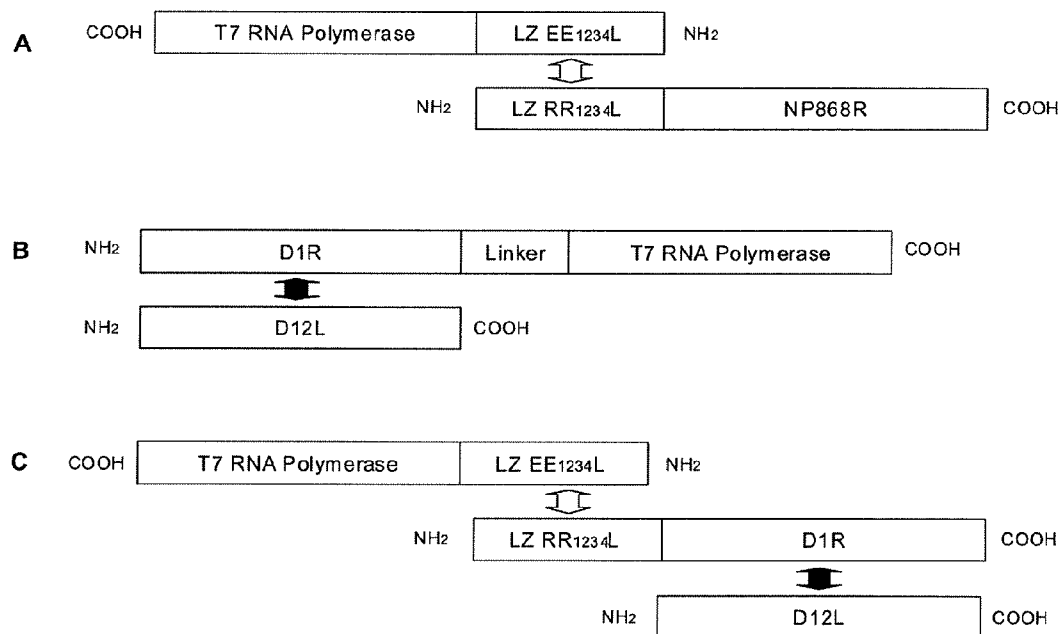 A
COOH T7 RNA Polymerase LZ EE1234L NH2
NH2 LZ RR1234L NP868R COOH
B
NH2 D1R Linker T7 RNA Polymerase COOH
NH2 D12L COOH
C
COOH T7 RNA Polymerase LZ EE1234L NH2
NH2 LZ RR1234L D1R COOH
NH2 D12L COOH